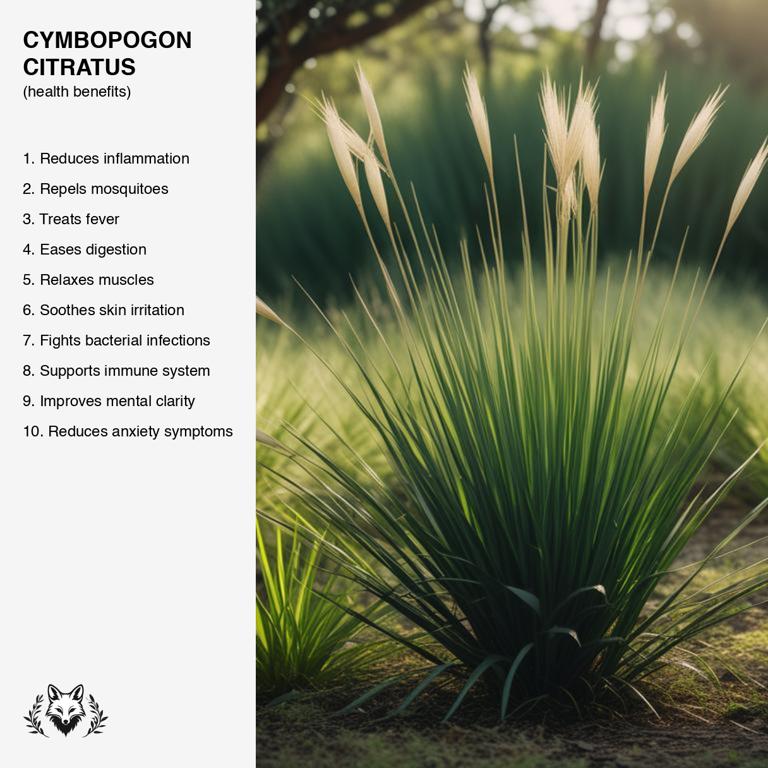 CYMBOPOGON
CITRATUS
(health benefits)
1. Reduces inflammation
2. Repels mosquitoes
3. Treats fever
4. Eases digestion
5. Relaxes muscles
6. Soothes skin irritation
7. Fights bacterial infections
8. Supports immune system
9. Improves mental clarity
10. Reduces anxiety symptoms